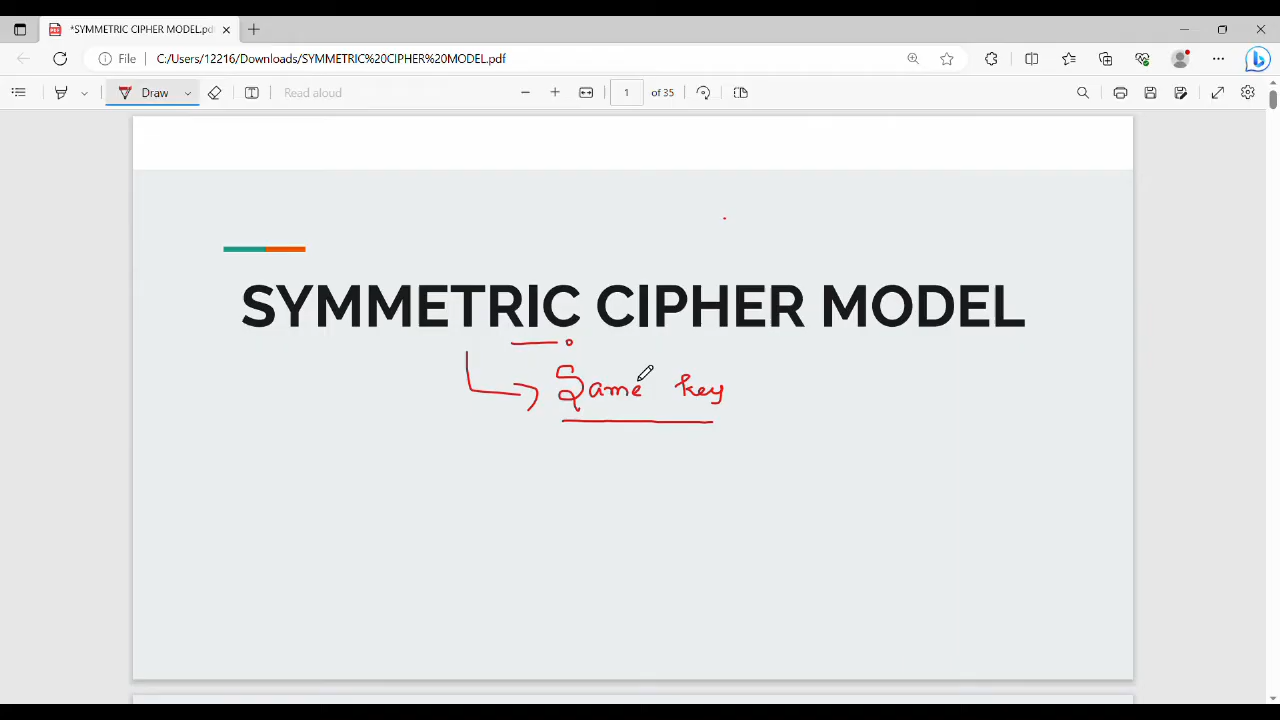 *SYMMETRIC CIPHER MODEL.pdf
File C:/Users/12216/Downloads/SYMMETRIC%20CIPHER%20MODEL.pdf
Draw Read aloud 1 of 35
SYMMETRIC CIPHER MODEL
Same key